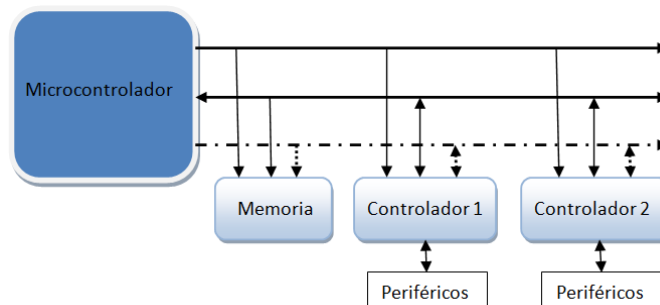 Microcontrolador
Memoria
Controlador 1
Controlador 2
Periféricos
Periféricos